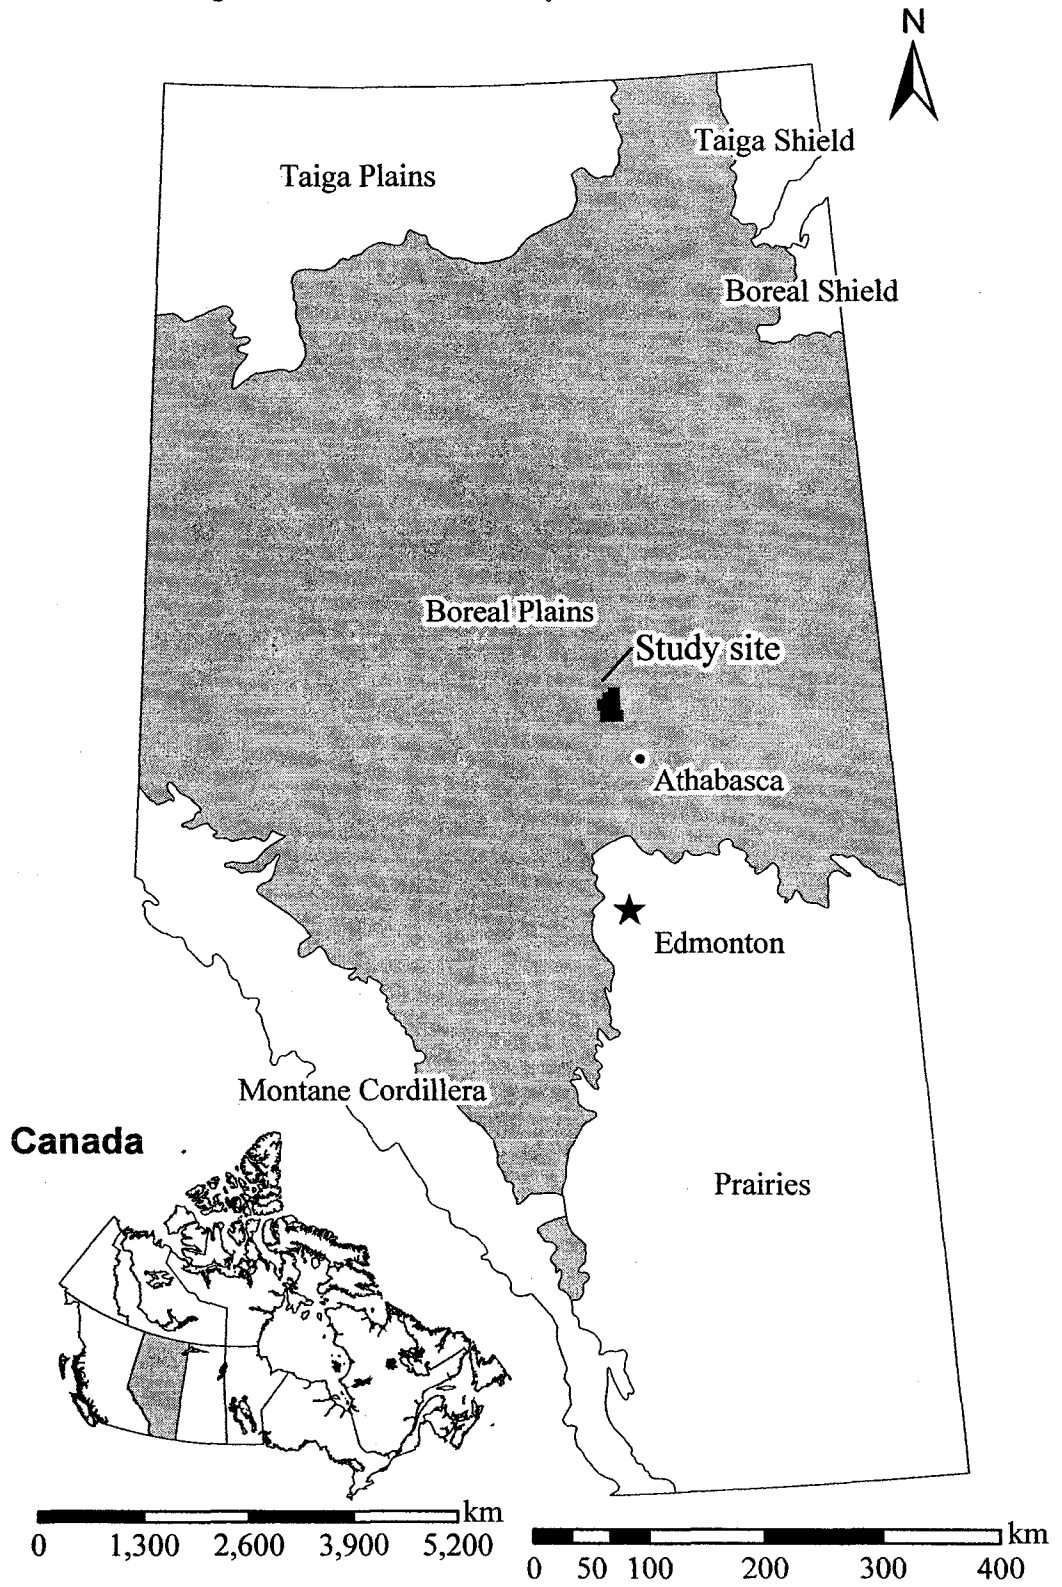 N
Taiga Shield
Taiga Plains
Boreal Shield
Boreal Plains
Study site
Athabasca
Edmonton
Montane Cordillera
Canada
Prairies
km
0 1,300 2,600 3,900 5,200
km
0 50 100 200 300 400